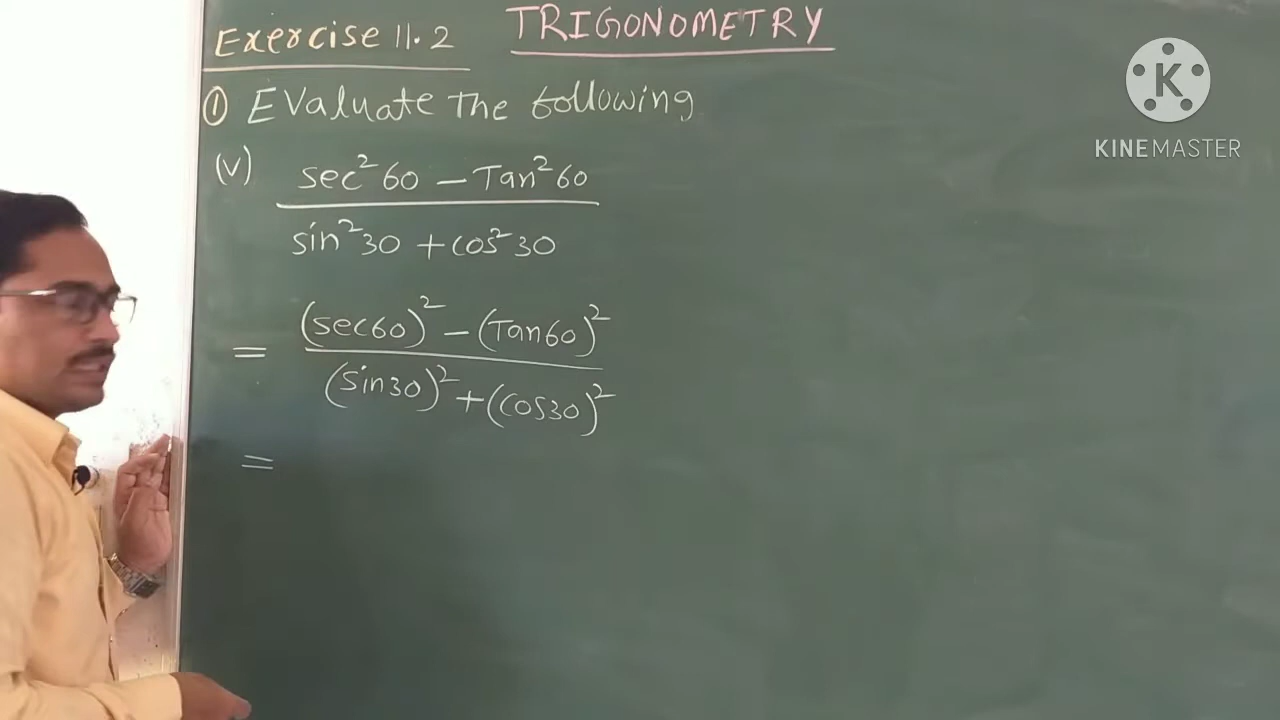 Exercise 11.2 TRIGONOMETRY
① Evaluate the following
(v) sec²60 – Tan²60
sin²30 + cos²30
= (sec60)² – (Tan60)²
(sin30)² + (cos30)²
=
K
KINEMASTER